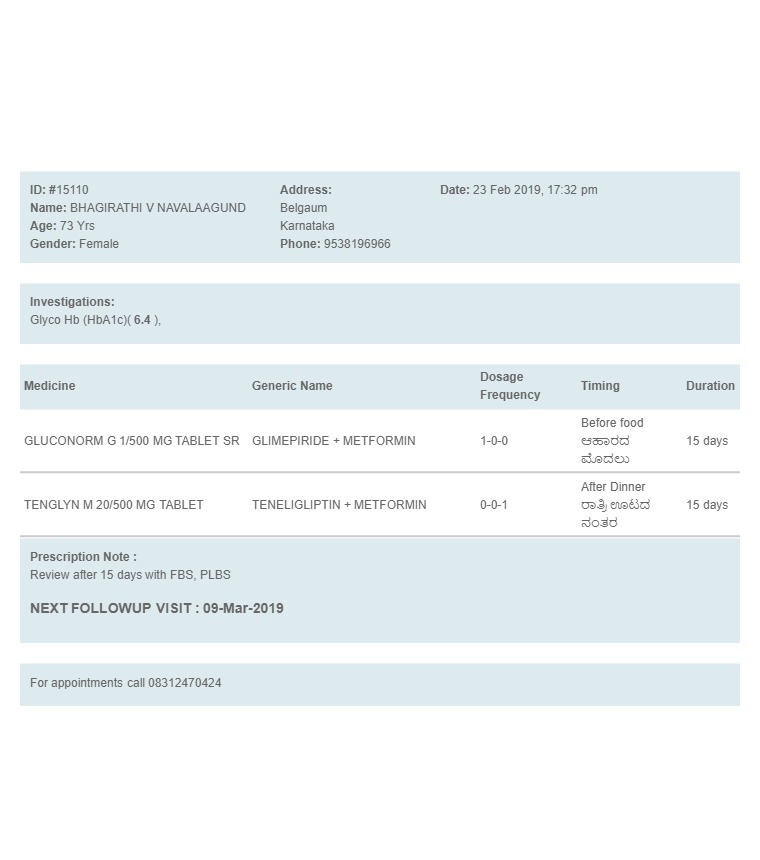 ID: #15110
Name: BHAGIRATHI V NAVALAAGUND
Age: 73 Yrs
Gender: Female
Address:
Belgaum
Karnataka
Phone: 9538196966
Date: 23 Feb 2019, 17:32 pm
Investigations:
Glyco Hb (HbA1c)( 6.4 ),
Medicine Generic Name Dosage Frequency Timing Duration
GLUCONORM G 1/500 MG TABLET SR GLIMEPIRIDE + METFORMIN 1-0-0 Before food 15 days
ಆಹಾರದ
ಮೊದಲು
TENGLYN M 20/500 MG TABLET TENELIGLIPTIN + METFORMIN 0-0-1 After Dinner 15 days
ರಾತ್ರಿ ಊಟದ
ನಂತರ
Prescription Note :
Review after 15 days with FBS, PLBS
NEXT FOLLOWUP VISIT : 09-Mar-2019
For appointments call 08312470424